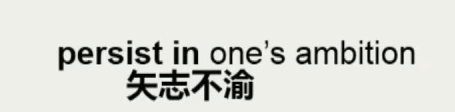 persist in one's ambition
矢志不渝